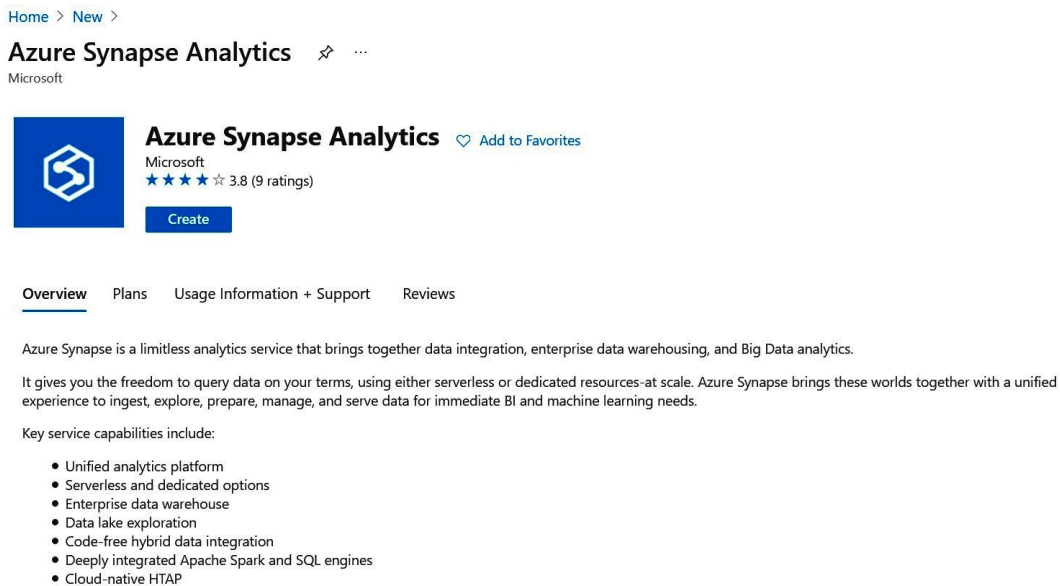 Home > New >
Azure Synapse Analytics ...
Microsoft
Azure Synapse Analytics Add to Favorites
Microsoft
3.8 (9 ratings)
Create
Overview Plans Usage Information + Support Reviews
Azure Synapse is a limitless analytics service that brings together data integration, enterprise data warehousing, and Big Data analytics.
It gives you the freedom to query data on your terms, using either serverless or dedicated resources-at scale. Azure Synapse brings these worlds together with a unified
experience to ingest, explore, prepare, manage, and serve data for immediate BI and machine learning needs.
Key service capabilities include:
• Unified analytics platform
• Serverless and dedicated options
• Enterprise data warehouse
• Data lake exploration
• Code-free hybrid data integration
• Deeply integrated Apache Spark and SQL engines
• Cloud-native HTAP